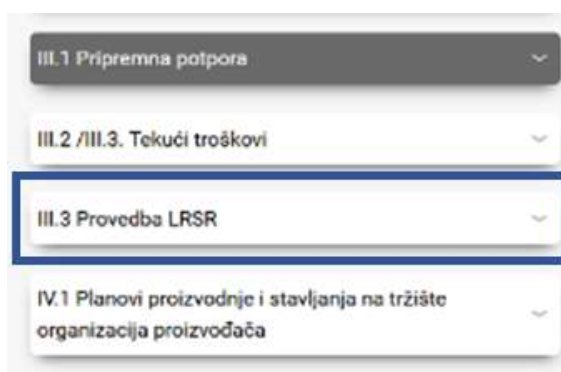 III.1 Pripremna potpora
III.2 /III.3. Tekući troškovi
III.3 Provedba LRSR
IV.1 Planovi proizvodnje i stavljanja na tržište
organizacija proizvođača